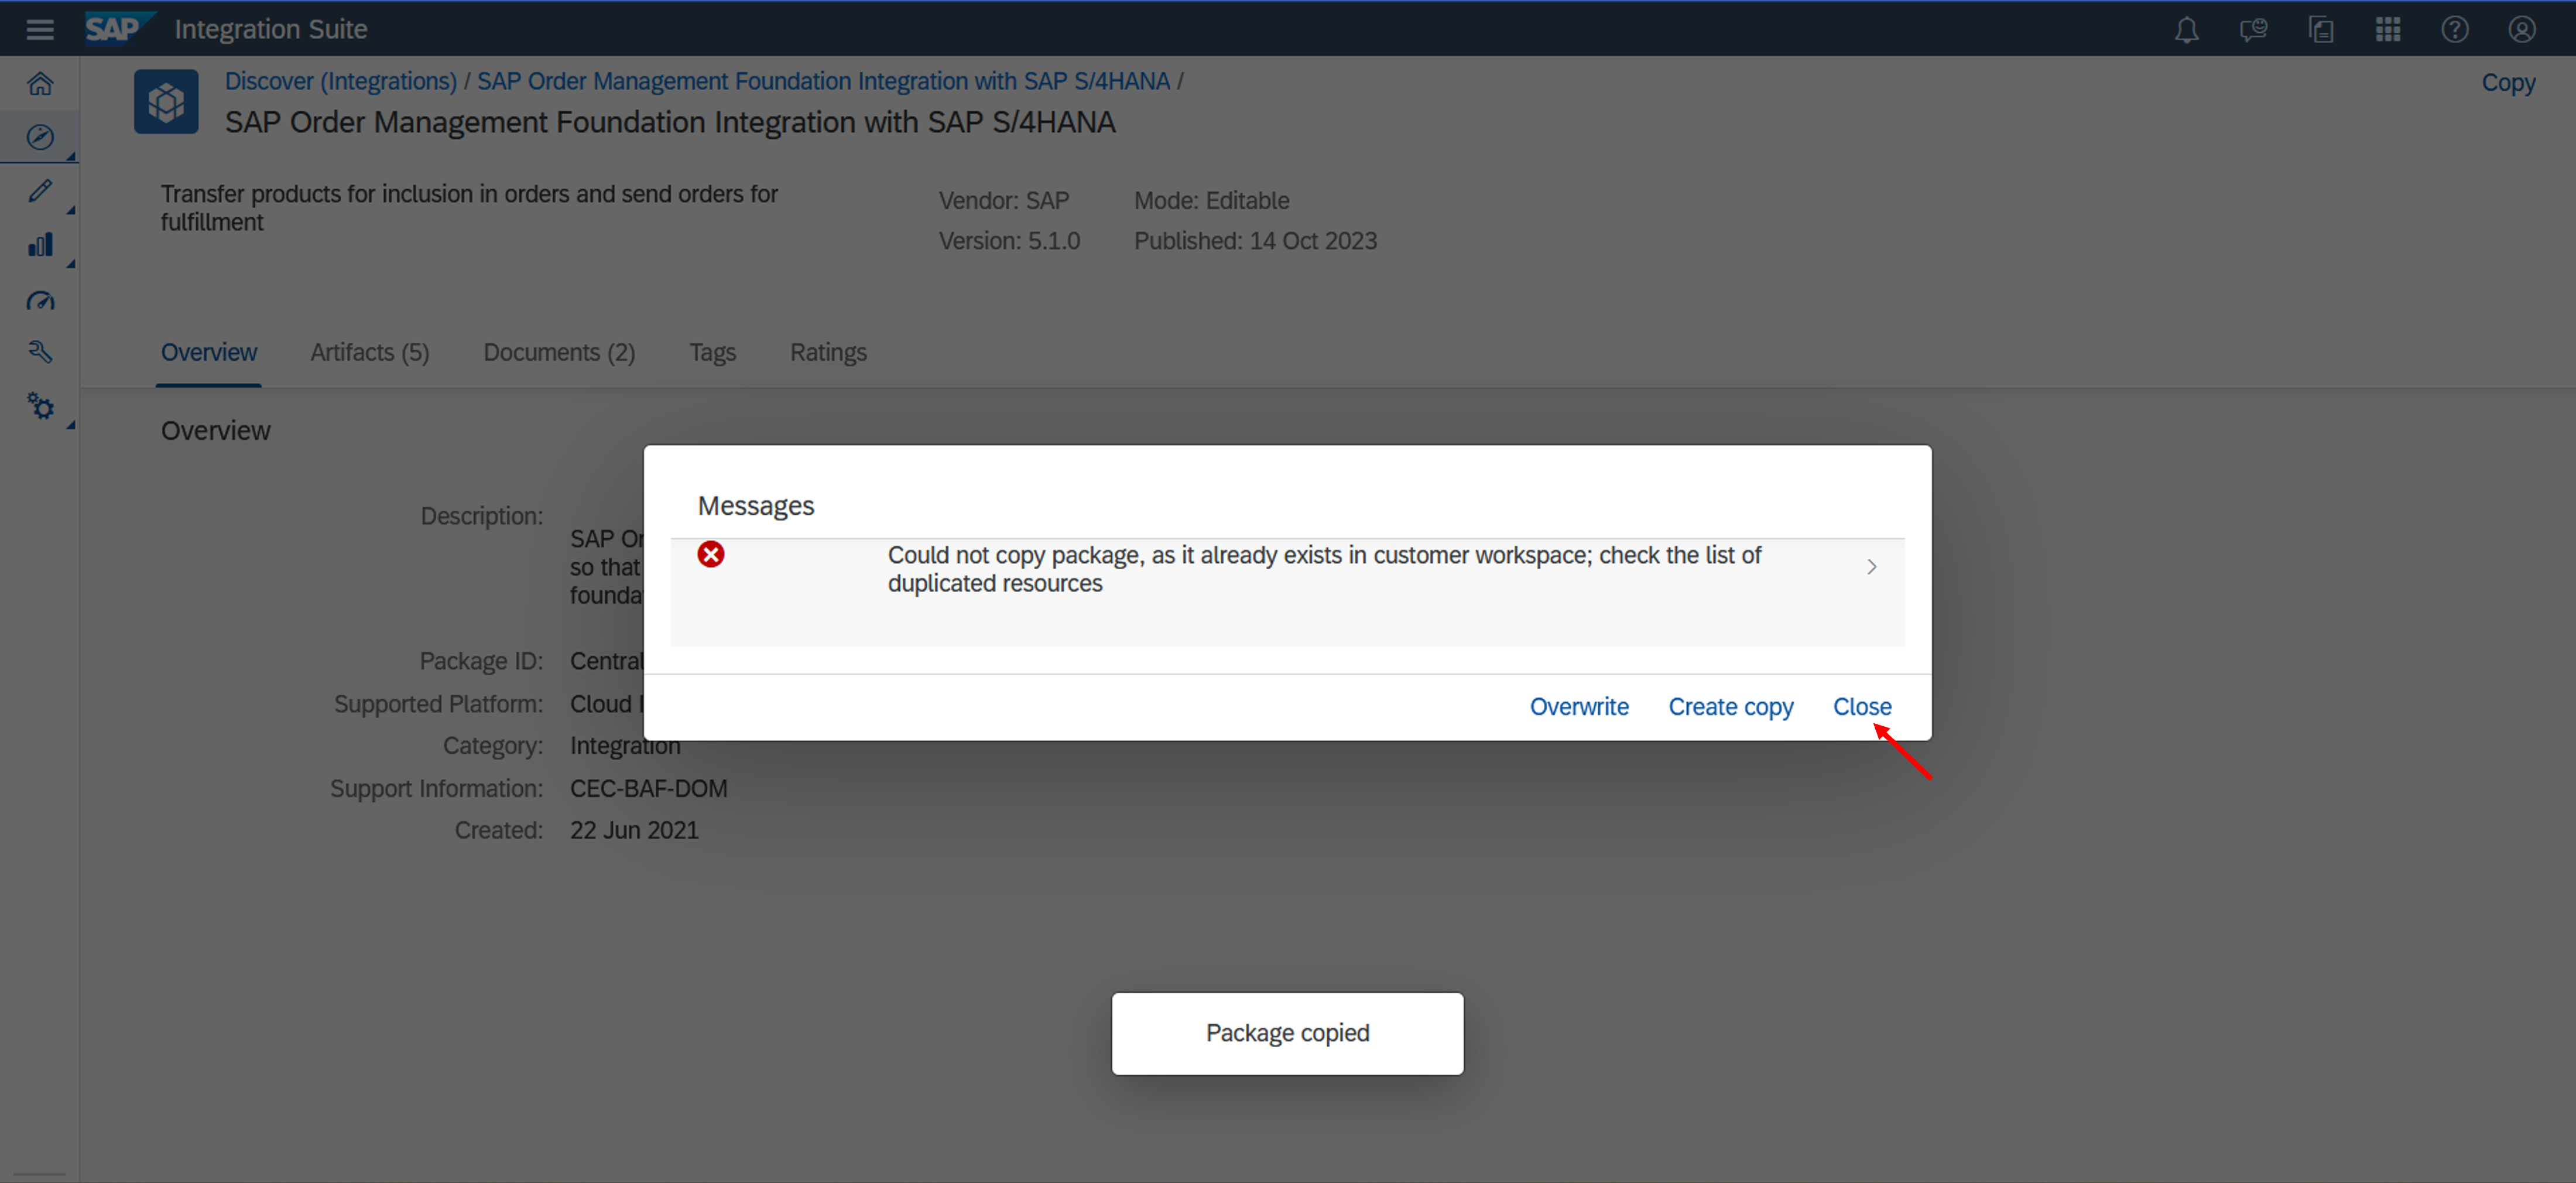 SAP Integration Suite
Discover (Integrations) / SAP Order Management Foundation Integration with SAP S/4HANA /
Copy
SAP Order Management Foundation Integration with SAP S/4HANA
Transfer products for inclusion in orders and send orders for
fulfillment
Vendor: SAP
Mode: Editable
Version: 5.1.0
Published: 14 Oct 2023
Overview
Artifacts (5)
Documents (2)
Tags
Ratings
Overview
Description:
SAP Or
so that
founda
Package ID: Central
Supported Platform: Cloud I
Category: Integration
Support Information: CEC-BAF-DOM
Created: 22 Jun 2021
Messages
Could not copy package, as it already exists in customer workspace; check the list of
duplicated resources
Overwrite
Create copy
Close
Package copied